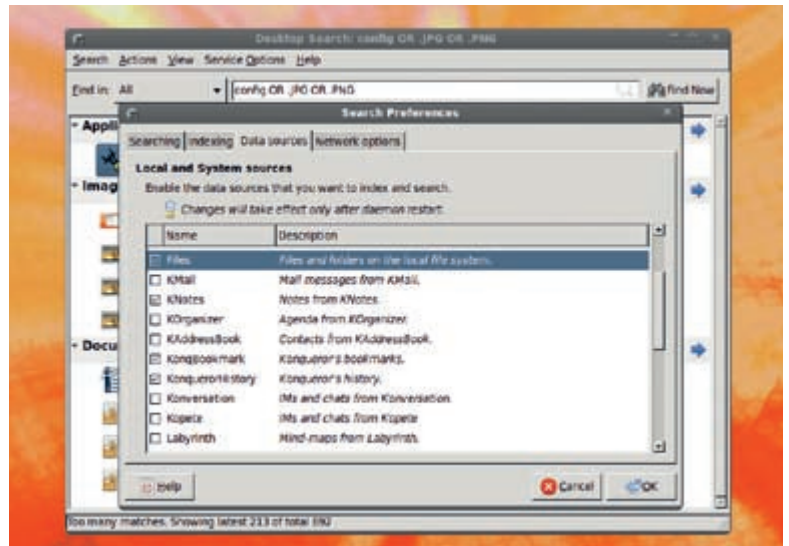 Desktop Search: config OR .JPG OR .PNG
Search Actions View Service Options Help
Find in: All config OR .JPG OR .PNG Find Now
Search Preferences
Appli
Imag
Docu
Searching Indexing Data sources Network options
Local and System sources
Enable the data sources that you want to index and search.
Changes will take effect only after daemon restart.
Name Description
Files Files and folders on the local file system.
KMail Mail messages from KMail.
KNotes Notes from KNotes.
KOrganizer Agenda from KOrganizer.
KAddressBook Contacts from KAddressBook.
KonqBookmark Konqueror's bookmarks.
KonquerorHistory Konqueror's history.
Konversation IMs and chats from Konversation.
Kopete IMs and chats from Kopete
Labyrinth Mind-maps from Labyrinth.
Help Cancel OK
Too many matches. Showing latest 213 of total